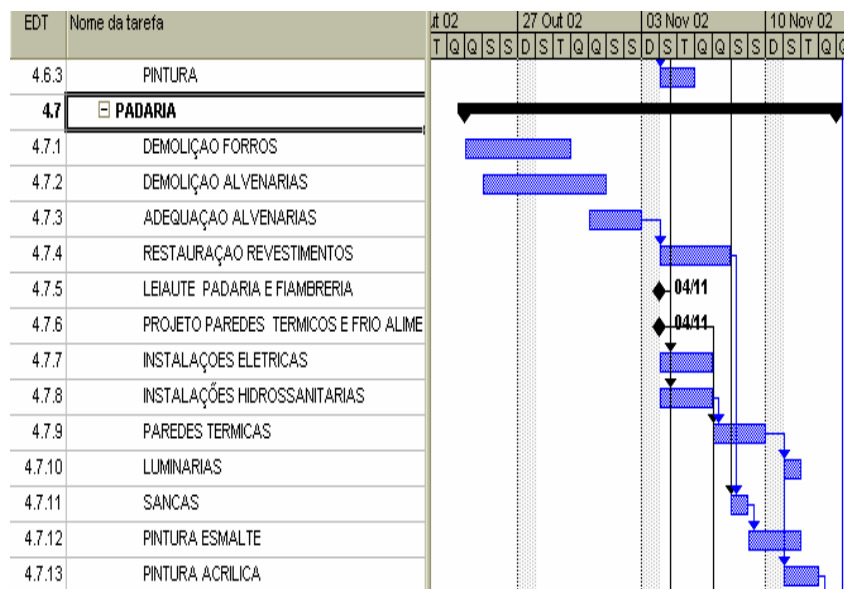 EDT Nome da tarefa ut 02 27 Out 02 03 Nov 02 10 Nov 02
T Q Q S S D S T Q Q S S D S T Q Q S S D S T Q
4.6.3 PINTURA
4.7 PADARIA
4.7.1 DEMOLIÇAO FORROS
4.7.2 DEMOLIÇAO ALVENARIAS
4.7.3 ADEQUAÇAO ALVENARIAS
4.7.4 RESTAURAÇAO REVESTIMENTOS
4.7.5 LEIAUTE PADARIA E FIAMBRERIA 04/11
4.7.6 PROJETO PAREDES TERMICOS E FRIO ALIME 04/11
4.7.7 INSTALAÇOES ELETRICAS
4.7.8 INSTALAÇÕES HIDROSSANITARIAS
4.7.9 PAREDES TERMICAS
4.7.10 LUMINARIAS
4.7.11 SANCAS
4.7.12 PINTURA ESMALTE
4.7.13 PINTURA ACRILICA